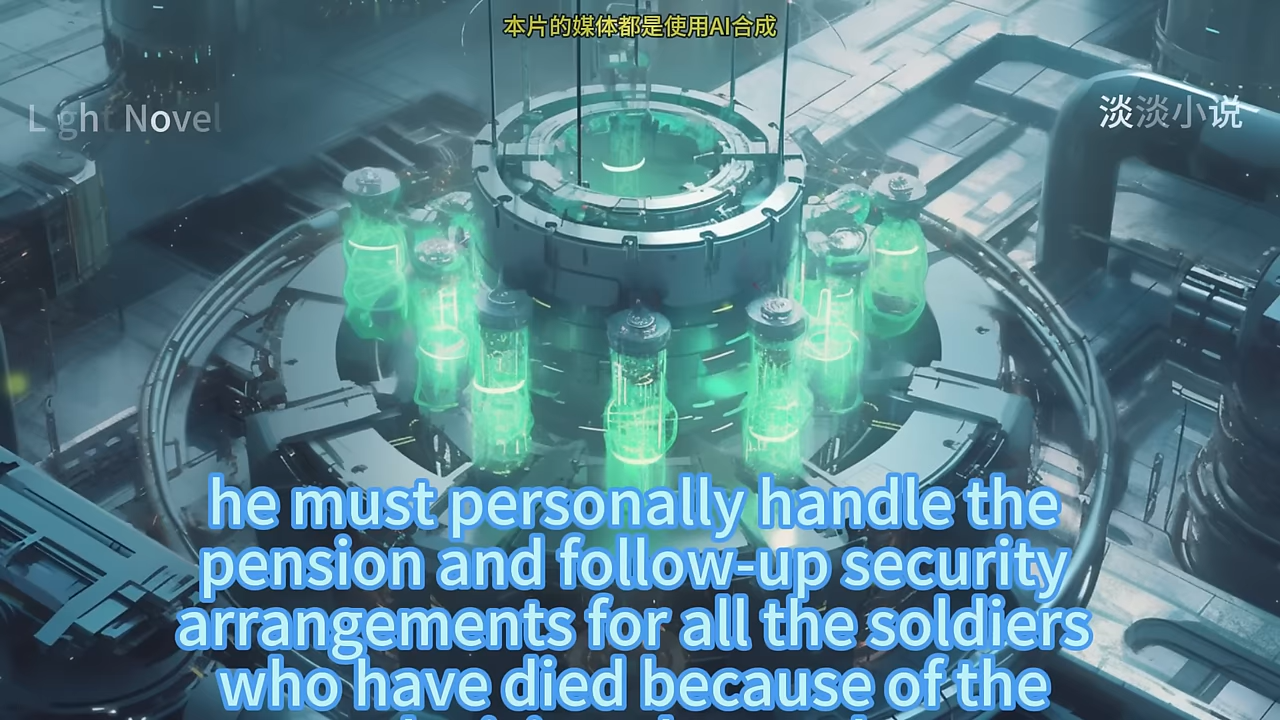 本片的媒体都是使用AI合成
Light Novel
淡淡小说
he must personally handle the
pension and follow-up security
arrangements for all the soldiers
who have died because of the